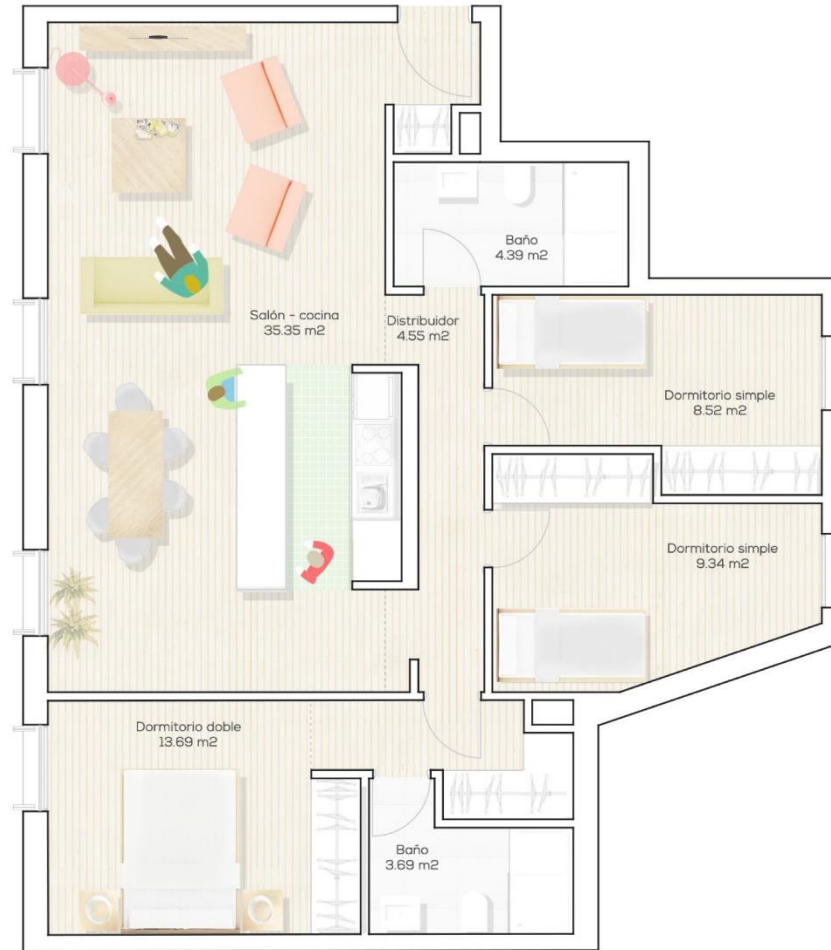 Baño
4.39 m2
Salón - cocina
35.35 m2
Distribuidor
4.55 m2
Dormitorio simple
8.52 m2
Dormitorio simple
9.34 m2
Dormitorio doble
13.69 m2
Baño
3.69 m2